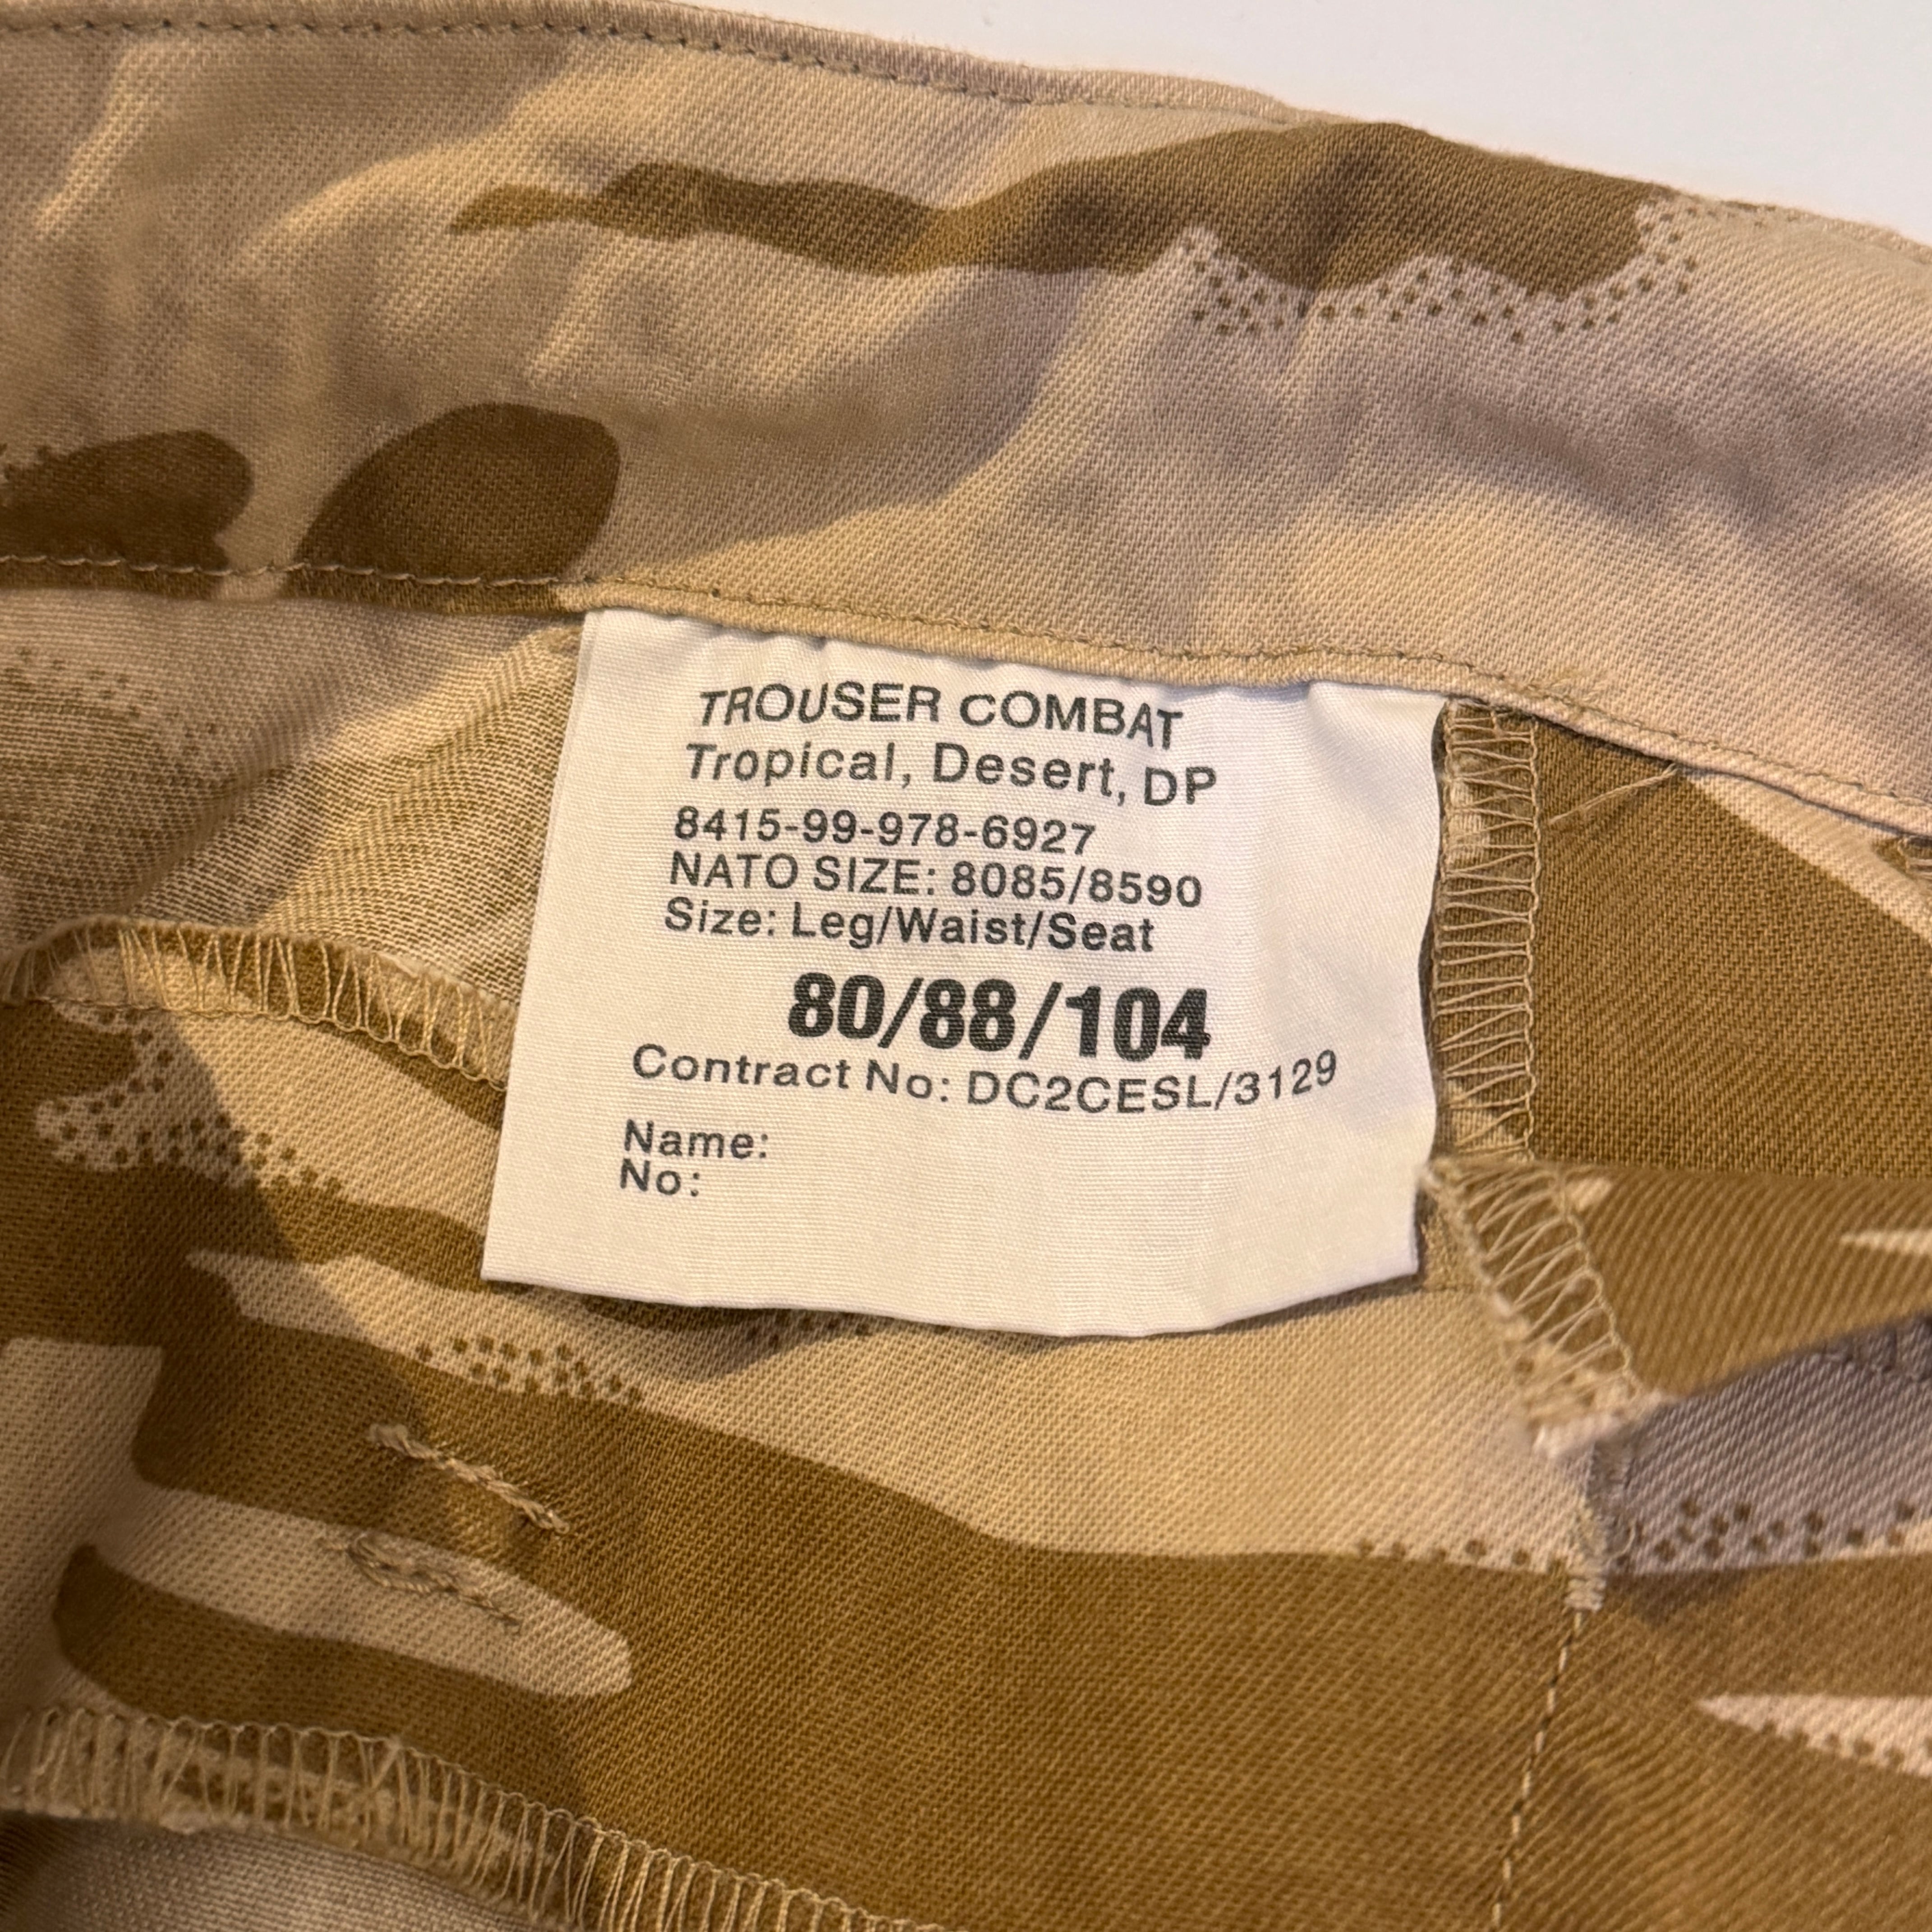 TROUSER COMBAT
Tropical, Desert, DP
8415-99-978-6927
NATO SIZE: 8085/8590
Size: Leg/Waist/Seat
80/88/104
Contract No: DC2CESL/3129
Name:
No: